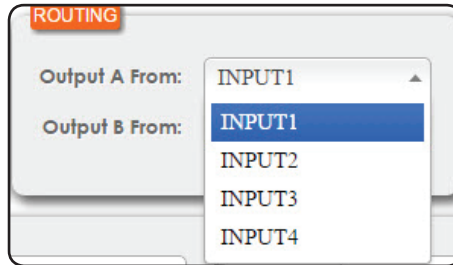 ROUTING
Output A From: INPUT1
Output B From:
INPUT1
INPUT2
INPUT3
INPUT4